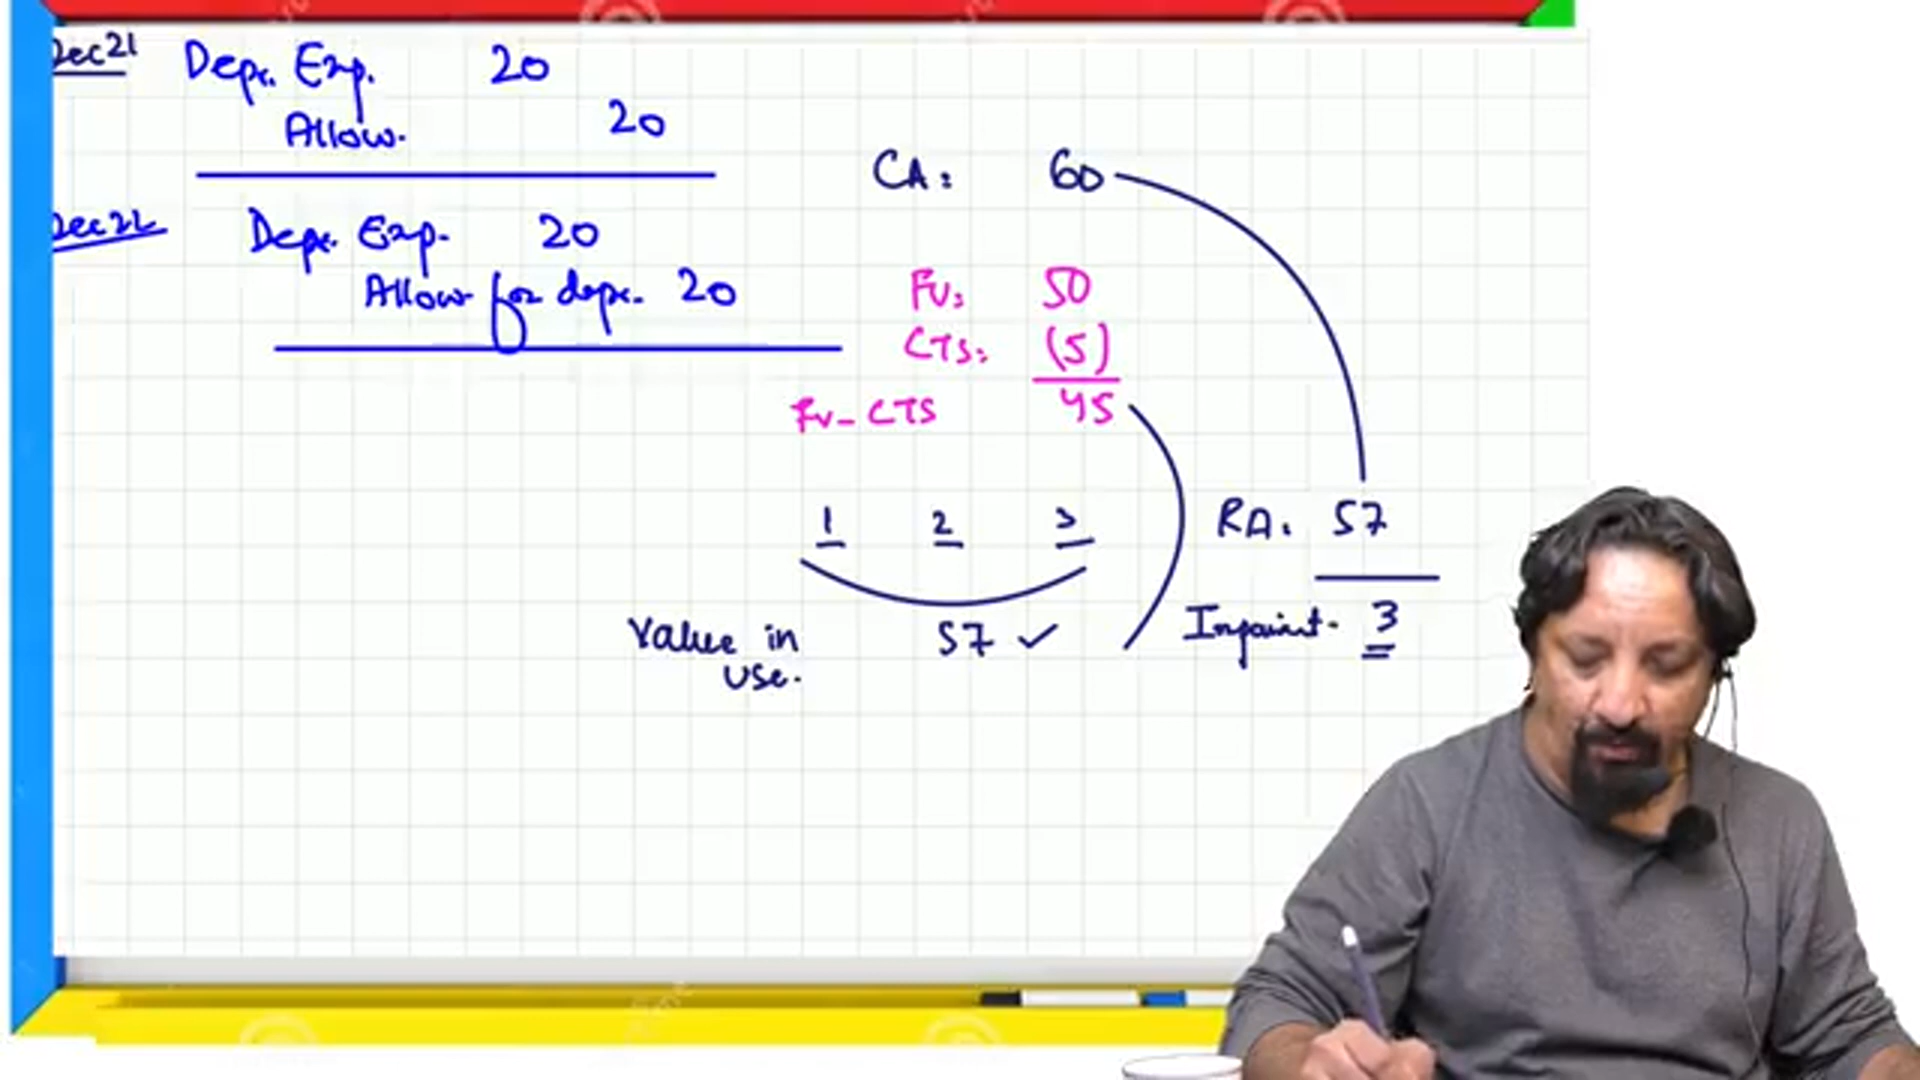 Dec21
Depr. Exp. 20
Allow. 20
Dec22
Depr. Exp. 20
Allow for depr. 20
CA: 60
FV: 50
CTS: (5)
FV-CTS 45
1 2 3
Value in use. 57 ✓
RA: 57
Impairmt. 3